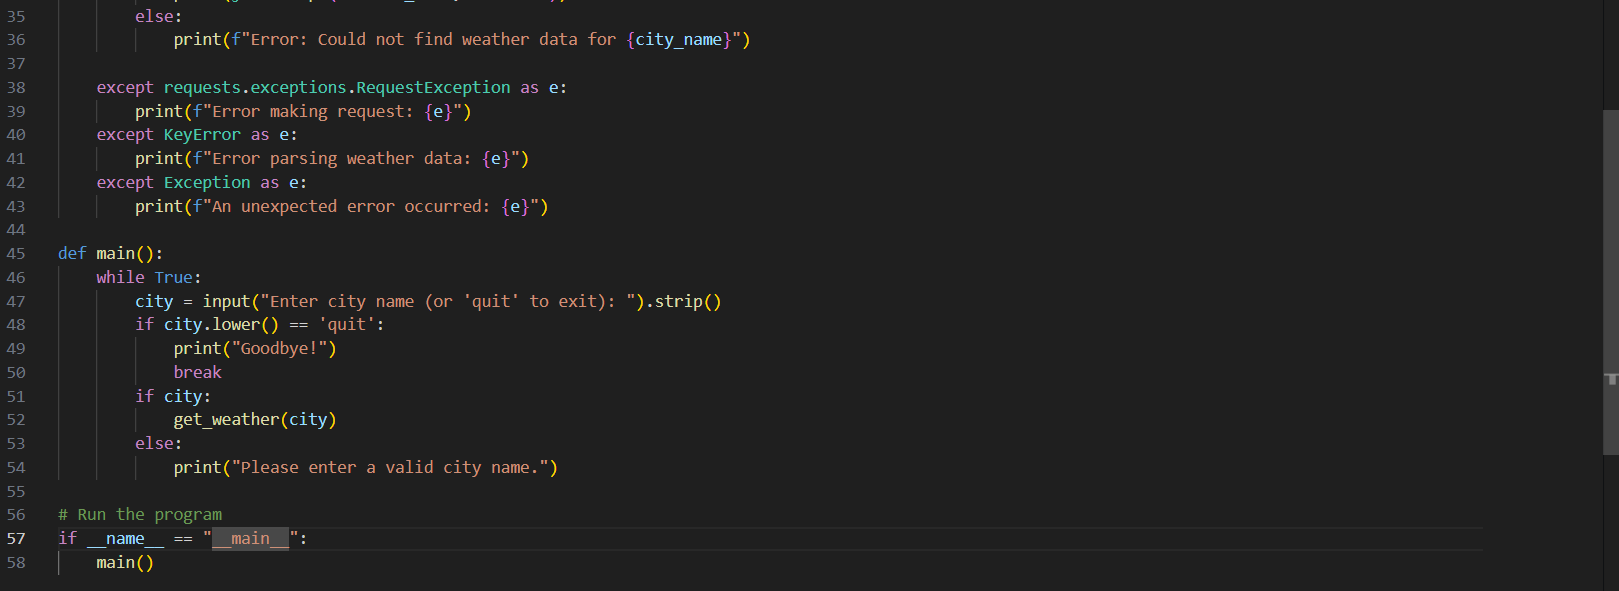 35 else:
36 print(f"Error: Could not find weather data for {city_name}")
37
38 except requests.exceptions.RequestException as e:
39 print(f"Error making request: {e}")
40 except KeyError as e:
41 print(f"Error parsing weather data: {e}")
42 except Exception as e:
43 print(f"An unexpected error occurred: {e}")
44
45 def main():
46 while True:
47 city = input("Enter city name (or 'quit' to exit): ").strip()
48 if city.lower() == 'quit':
49 print("Goodbye!")
50 break
51 if city:
52 get_weather(city)
53 else:
54 print("Please enter a valid city name.")
55
56 # Run the program
57 if __name__ == "__main__":
58 main()